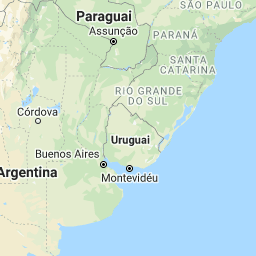 SÃO PAULO
Paraguai
Assunção
PARANÁ
SANTA
CATARINA
RIO GRANDE
DO SUL
Córdova
Uruguai
Buenos Aires
Argentina
Montevidéu